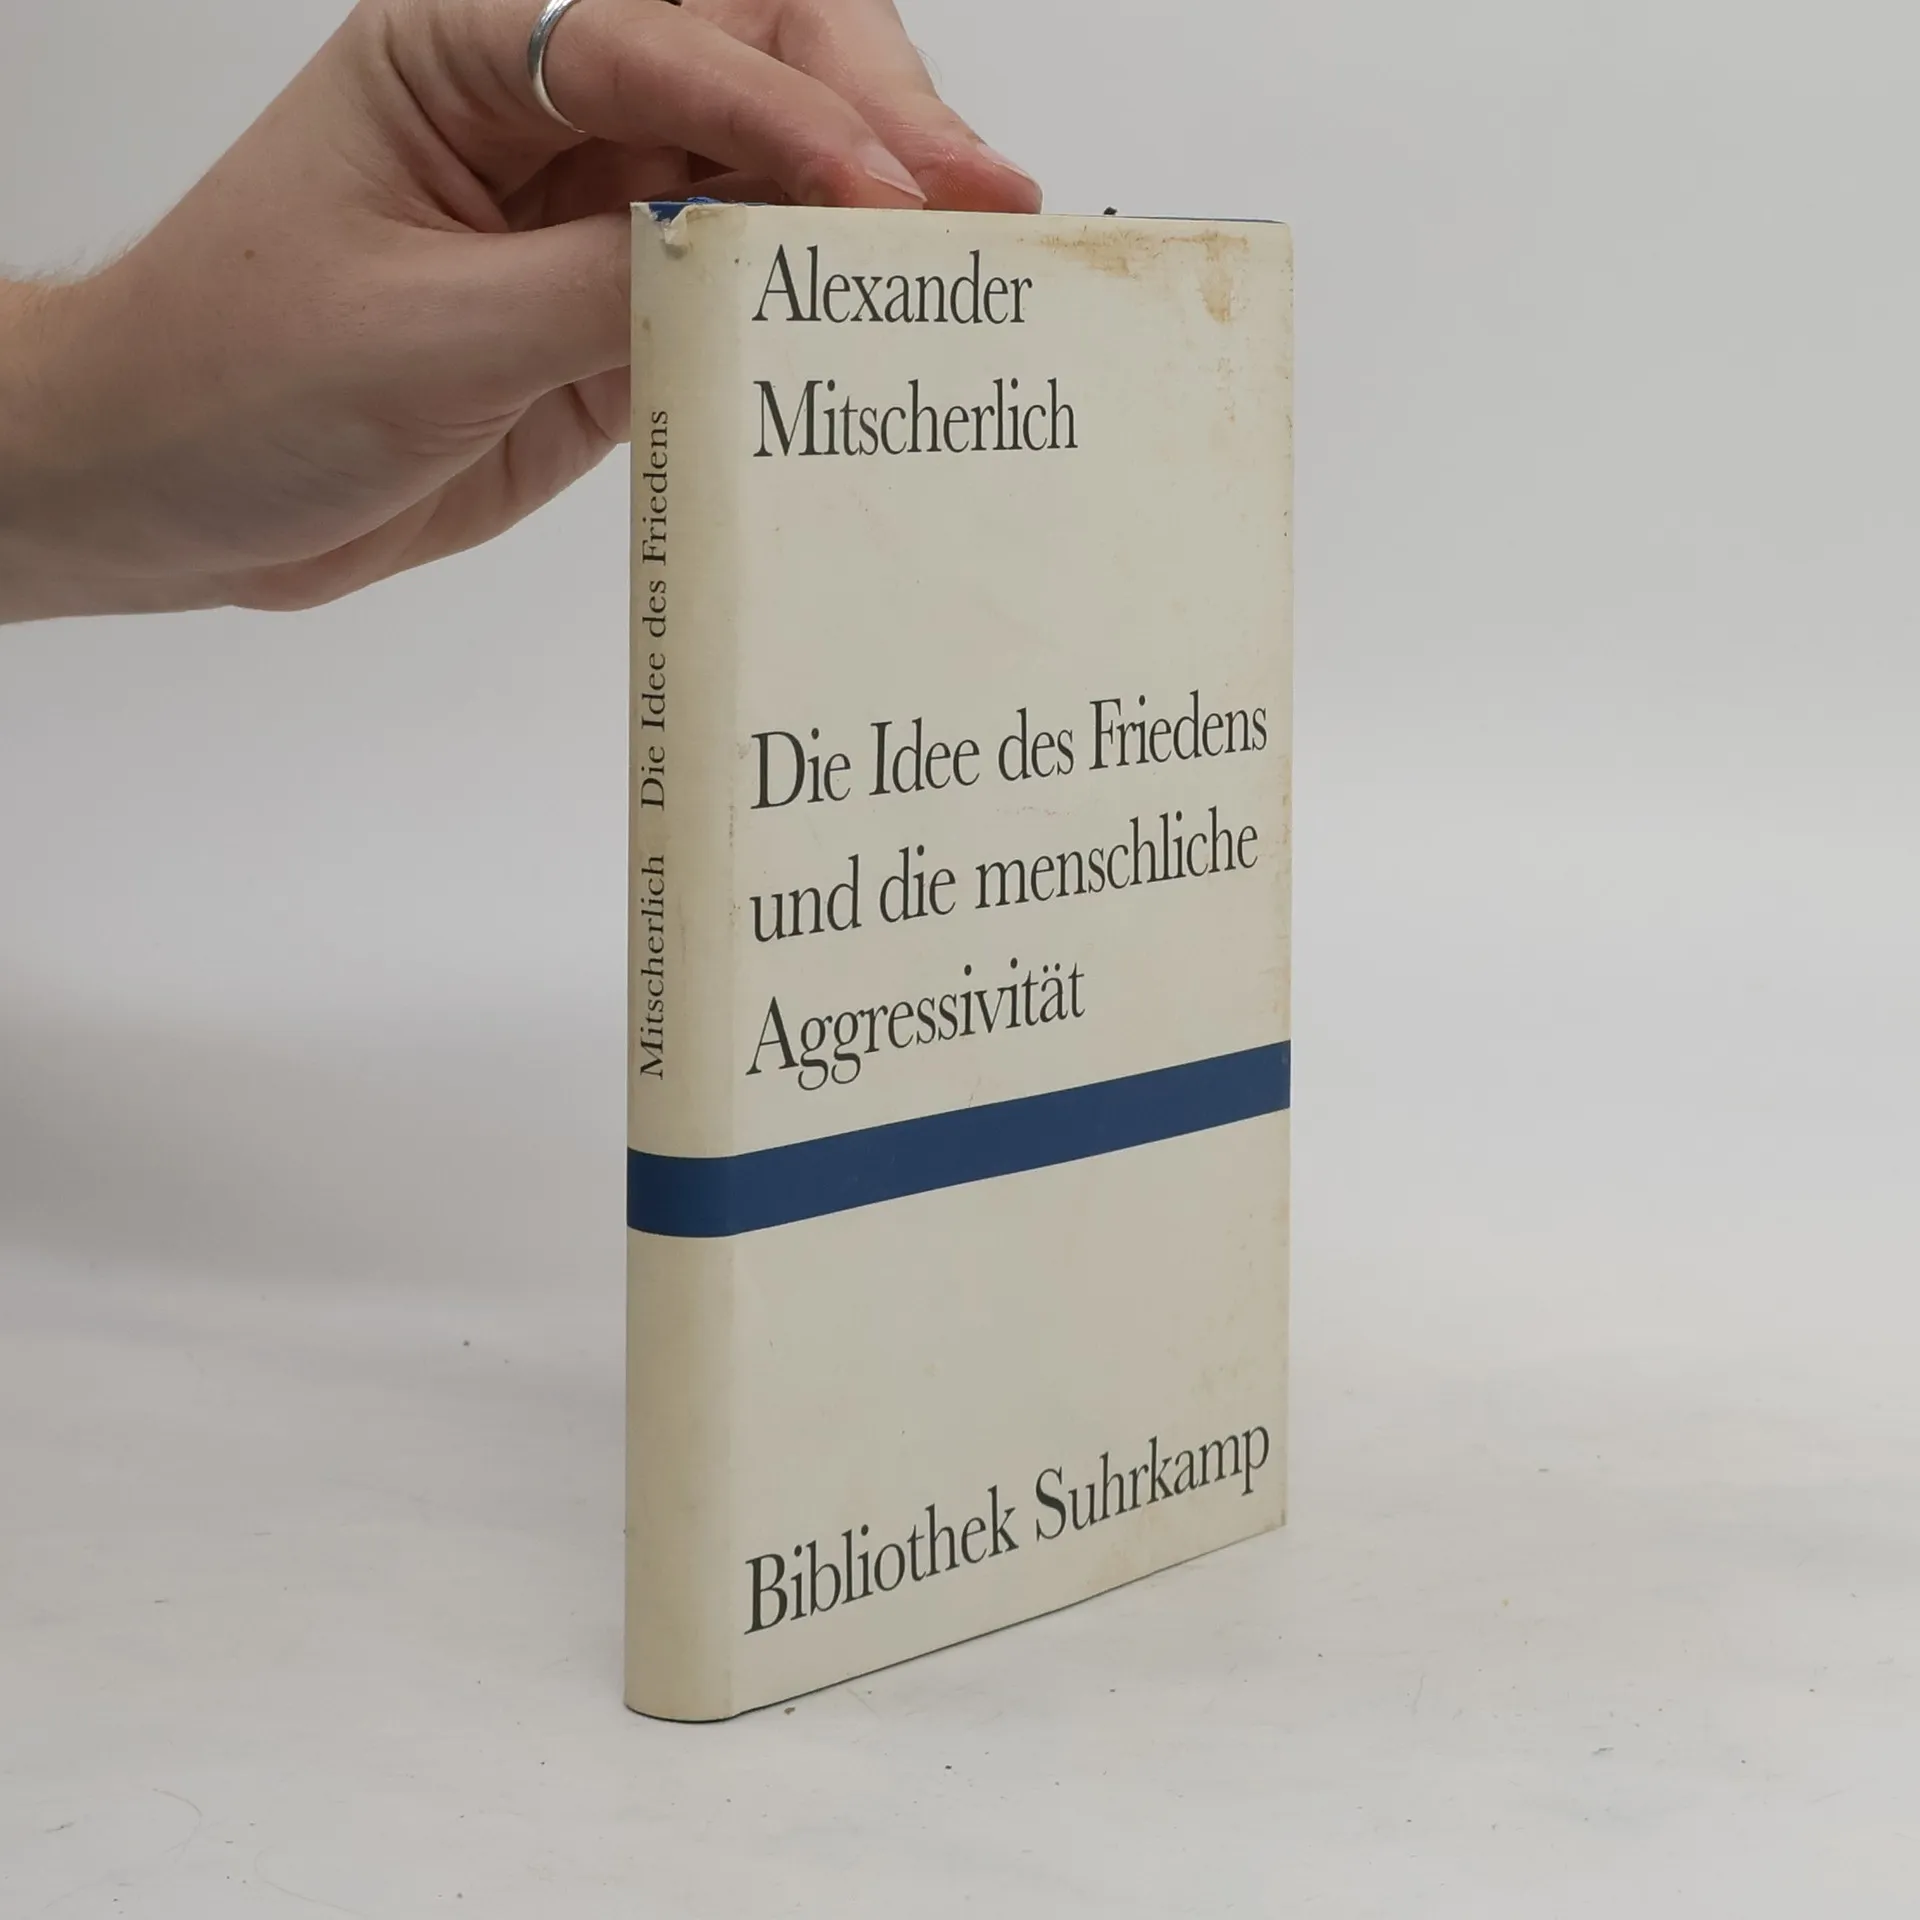 Alexander
Mitscherlich
Die Idee des Friedens
und die menschliche
Aggressivität
Bibliothek Suhrkamp
Mitscherlich Die Idee des Friedens